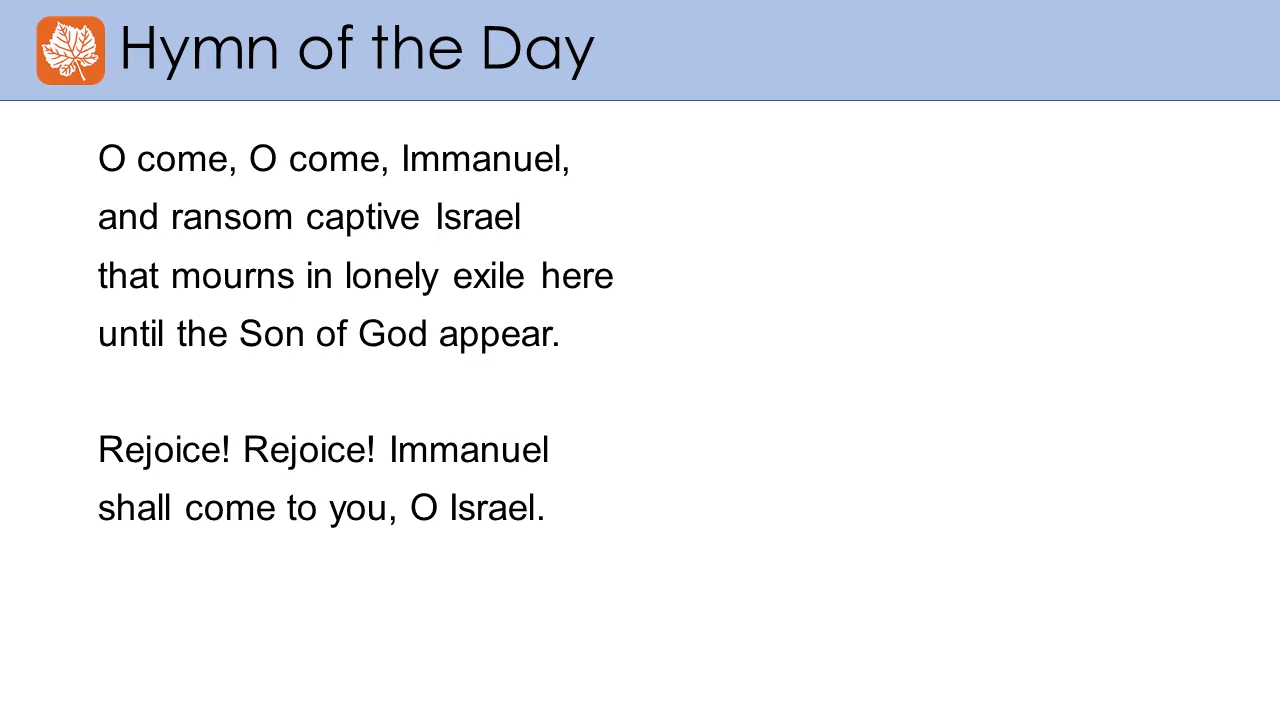 Hymn of the Day
O come, O come, Immanuel,
and ransom captive Israel
that mourns in lonely exile here
until the Son of God appear.
Rejoice! Rejoice! Immanuel
shall come to you, O Israel.